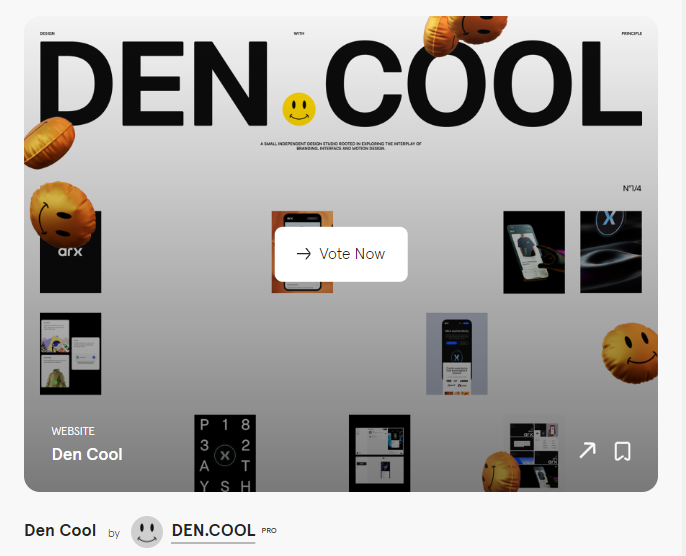 DESIGN
WITH
PRINCIPLE
DEN COOL
A SMALL INDEPENDENT DESIGN STUDIO ROOTED IN EXPLORING THE INTERPLAY OF
BRANDING, INTERFACE AND MOTION DESIGN.
N°1/4
arx
→ Vote Now
P 1 8
3 2
A T
Y S H
arx
WEBSITE
Den Cool
Den Cool by DEN.COOL PRO